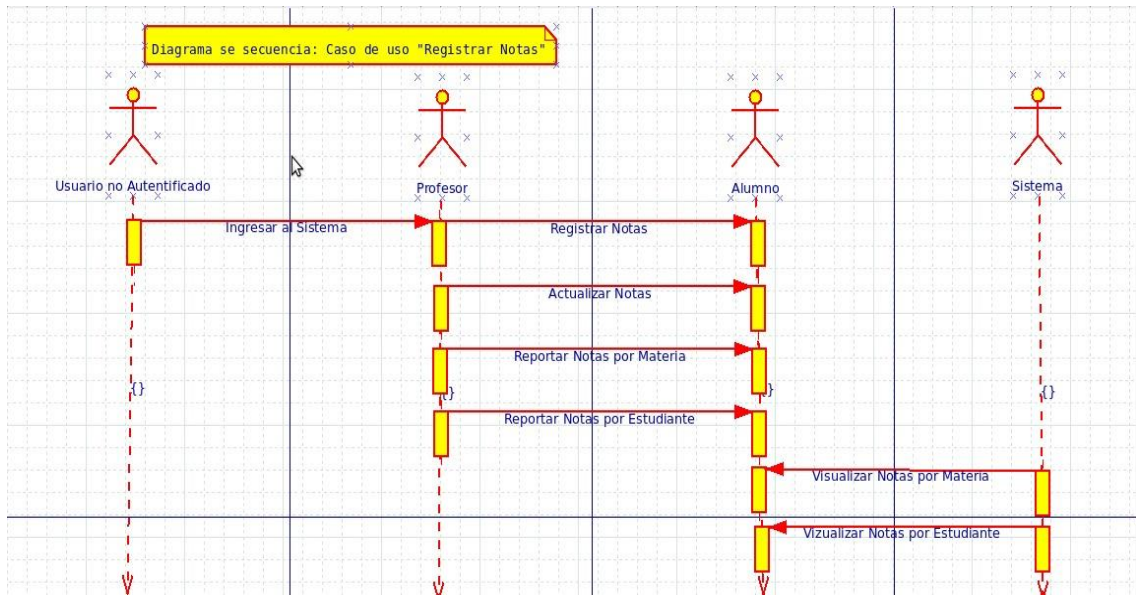 Diagrama se secuencia: Caso de uso "Registrar Notas"
Usuario no Autentificado
Profesor
Alumno
Sistema
Ingresar al Sistema
Registrar Notas
Actualizar Notas
Reportar Notas por Materia
{}
{}
{}
{}
Reportar Notas por Estudiante
Visualizar Notas por Materia
Vizualizar Notas por Estudiante